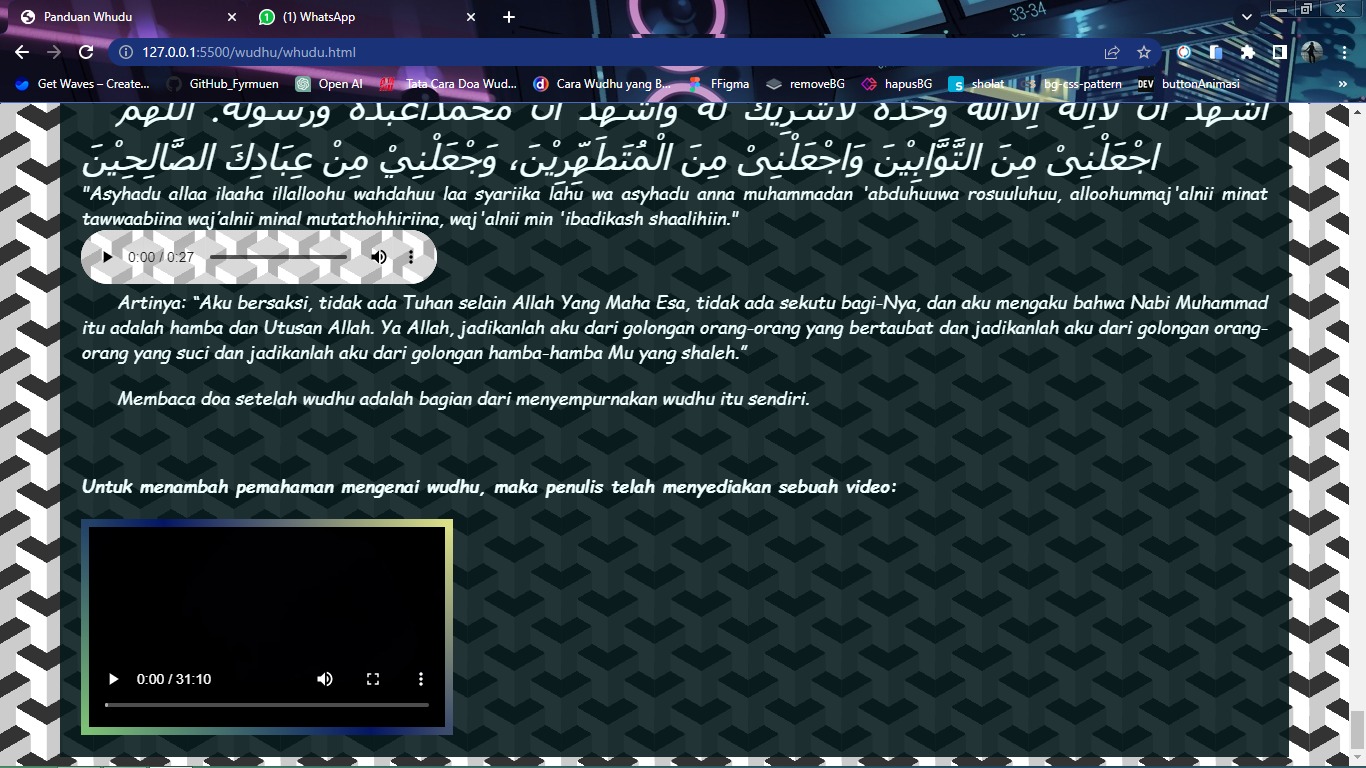 Panduan Whudu
(1) WhatsApp
33-34
127.0.0.1:5500/wudhu/whudu.html
Get Waves – Create...
GitHub_Fyrmuen
Open AI
Tata Cara Doa Wud...
Cara Wudhu yang B...
FFigma
removeBG
hapusBG
sholat
bg-css-pattern
DEV buttonAnimasi
»
اَشْهَدُ اَنْ لَااِلَهَ اِلَّااللهُ وَحْدَهُ لَاشَرِيْكَ لَهُ وَاَشْهَدُ اَنَّ مُحَمَّدًاعَبْدُهُ وَرَسُوْلُهُ. اَللّهُمَّ
اجْعَلْنِىْ مِنَ التَّوَّابِيْنَ وَاجْعَلْنِىْ مِنَ الْمُتَطَهِّرِيْنَ، وَجْعَلْنِيْ مِنْ عِبَادِكَ الصَّالِحِيْنَ
"Asyhadu allaa ilaaha illalloohu wahdahuu laa syariika lahu wa asyhadu anna muhammadan 'abduhuuwa rosuuluhuu, alloohummaj'alnii minat
tawwaabiina waj'alnii minal mutathohhiriina, waj'alnii min 'ibadikash shaalihiin."
0:00 / 0:27
Artinya: “Aku bersaksi, tidak ada Tuhan selain Allah Yang Maha Esa, tidak ada sekutu bagi-Nya, dan aku mengaku bahwa Nabi Muhammad
itu adalah hamba dan Utusan Allah. Ya Allah, jadikanlah aku dari golongan orang-orang yang bertaubat dan jadikanlah aku dari golongan orang-
orang yang suci dan jadikanlah aku dari golongan hamba-hamba Mu yang shaleh.”
Membaca doa setelah wudhu adalah bagian dari menyempurnakan wudhu itu sendiri.
Untuk menambah pemahaman mengenai wudhu, maka penulis telah menyediakan sebuah video:
0:00 / 31:10